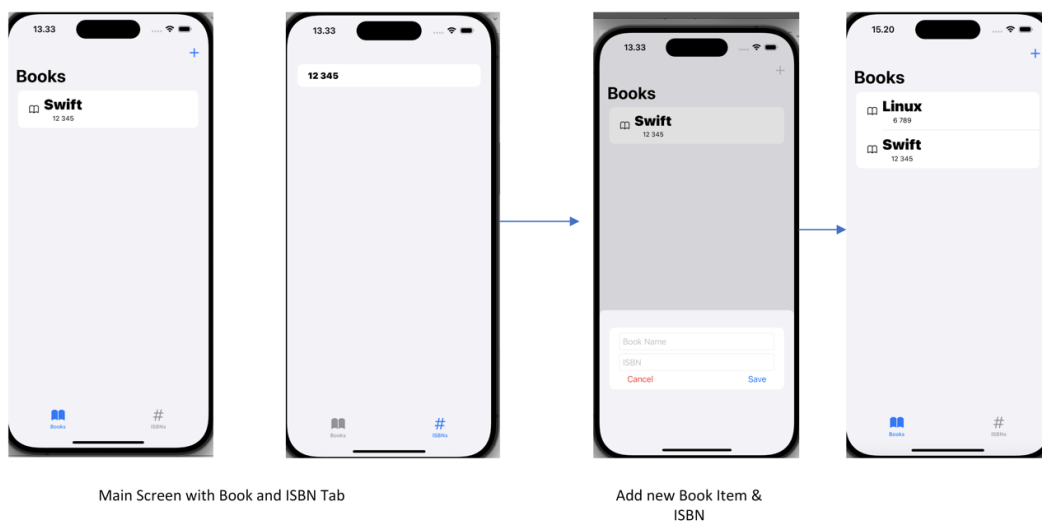 13.33
Books
Swift
12 345
Books
ISBNs
13.33
12 345
Books
ISBNs
13.33
Books
Swift
12 345
Book Name
ISBN
Cancel
Save
15.20
Books
Linux
6 789
Swift
12 345
Books
ISBNs
Main Screen with Book and ISBN Tab
Add new Book Item &
ISBN